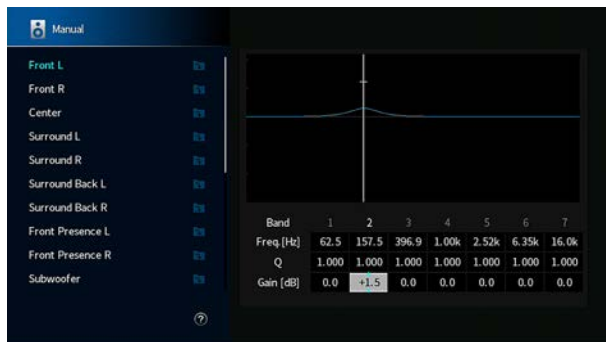 Manual
Front L
Front R
Center
Surround L
Surround R
Surround Back L
Surround Back R
Front Presence L
Front Presence R
Subwoofer
?
Band 1 2 3 4 5 6 7
Freq.[Hz] 62.5 157.5 396.9 1.00k 2.52k 6.35k 16.0k
Q 1.000 1.000 1.000 1.000 1.000 1.000 1.000
Gain [dB] 0.0 +1.5 0.0 0.0 0.0 0.0 0.0